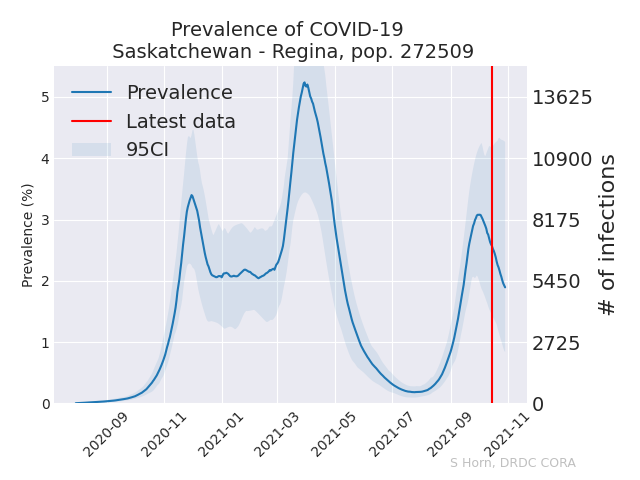 Prevalence of COVID-19
Saskatchewan - Regina, pop. 272509
Prevalence
Latest data
95CI
Prevalence (%)
5
4
3
2
1
0
13625
10900
8175
5450
2725
0
# of infections
2020-09
2020-11
2021-01
2021-03
2021-05
2021-07
2021-09
2021-11
S Horn, DRDC CORA